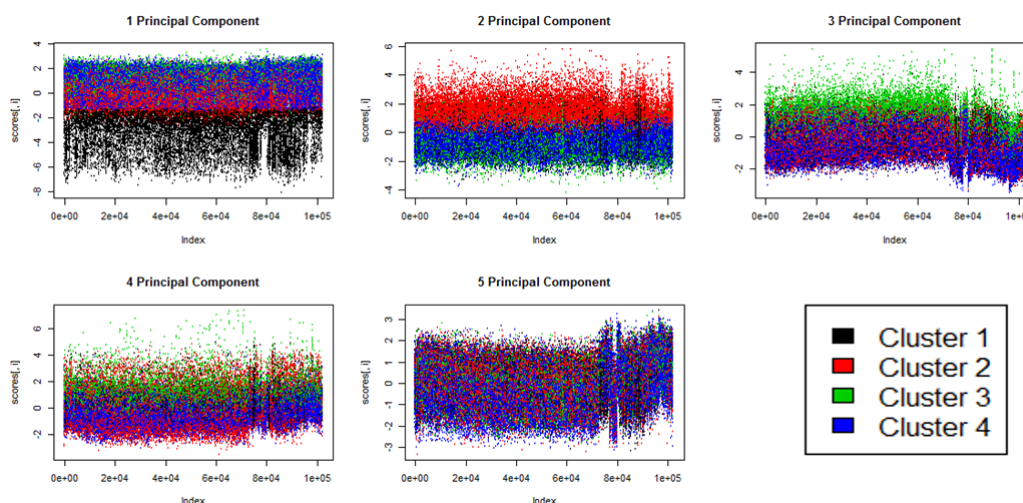 1 Principal Component
2 Principal Component
3 Principal Component
scores[, i]
4
2
0
-2
-4
-6
-8
0e+00 2e+04 4e+04 6e+04 8e+04 1e+05
Index
scores[, i]
6
4
2
0
-2
-4
0e+00 2e+04 4e+04 6e+04 8e+04 1e+05
Index
scores[, i]
4
2
0
-2
0e+00 2e+04 4e+04 6e+04 8e+04 1e+0
Index
4 Principal Component
5 Principal Component
scores[, i]
6
4
2
0
-2
0e+00 2e+04 4e+04 6e+04 8e+04 1e+05
Index
scores[, i]
3
2
1
0
-1
-2
-3
0e+00 2e+04 4e+04 6e+04 8e+04 1e+05
Index
Cluster 1
Cluster 2
Cluster 3
Cluster 4